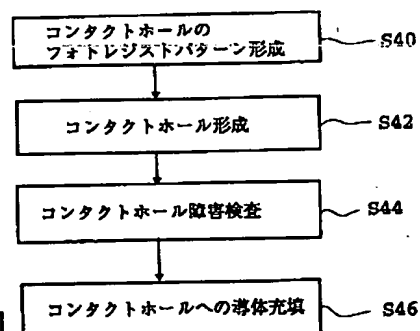 コンタクトホールの
フォトレジストパターン形成
S40
コンタクトホール形成
S42
コンタクトホール障害検査
S44
コンタクトホールへの導体充填
S46